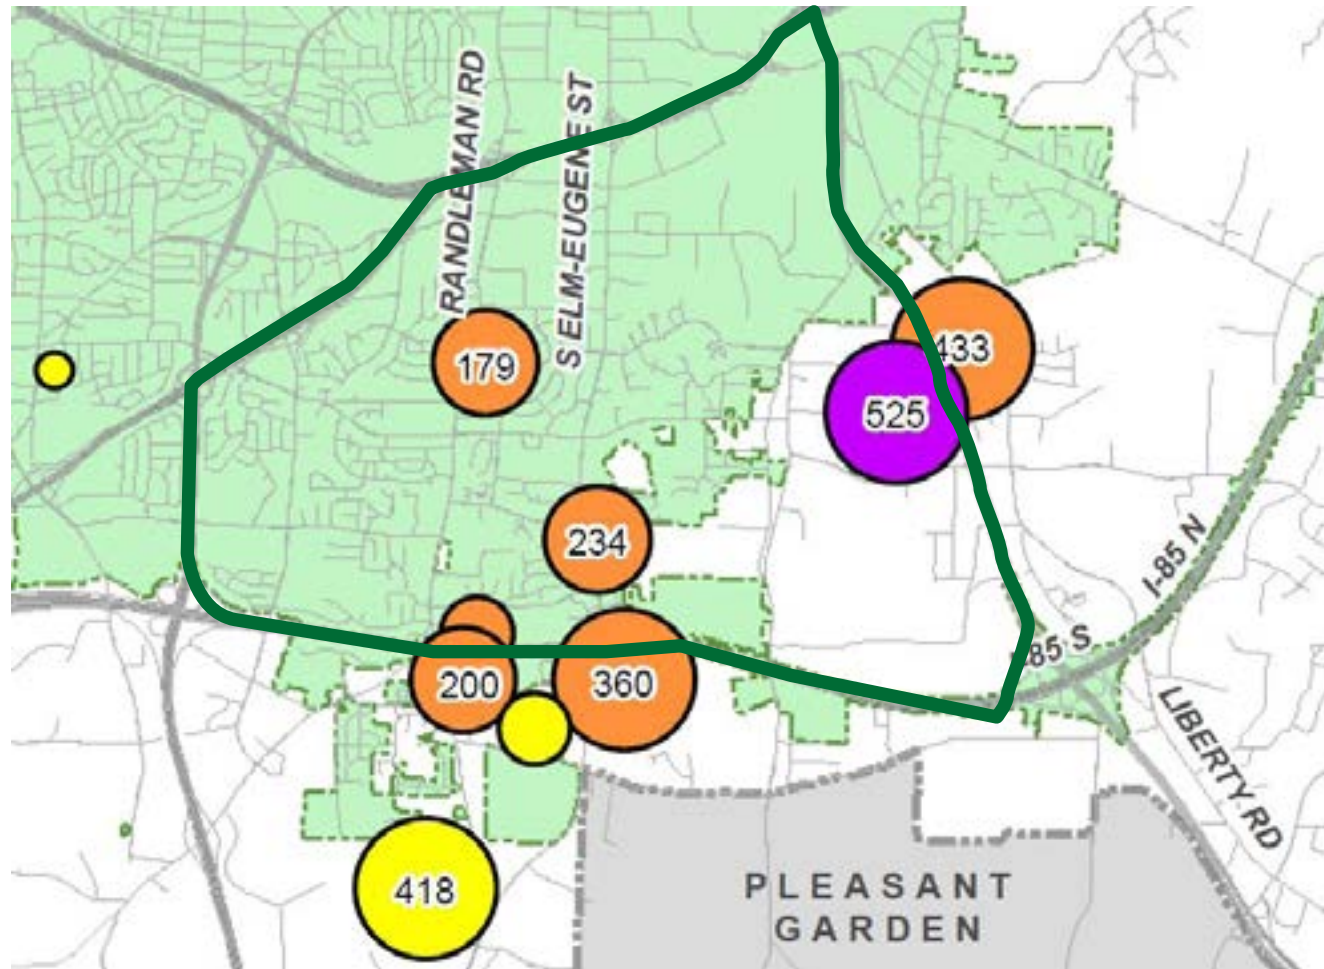 RANDLEMAN RD
S ELM-EUGENE ST
179
433
525
234
I-85 N
85 S
200
360
LIBERTY RD
418
PLEASANT
GARDEN